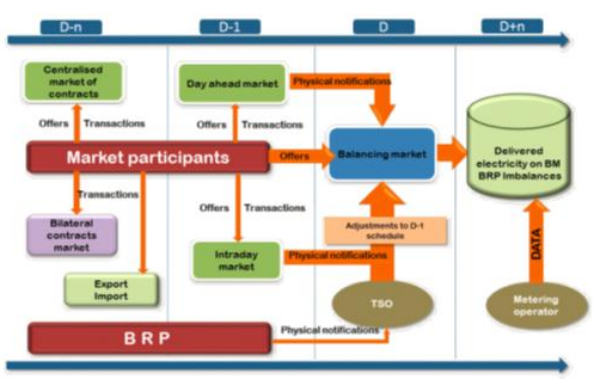 D-n
D-1
D
D+n
Centralised
market of
contracts
Day ahead market
Physical notifications
Offers
Transactions
Offers
Transactions
Market participants
Offers
Balancing market
Delivered
electricity on BM
BRP Imbalances
Transactions
Offers
Transactions
Bilateral
contracts
market
Adjustments to D-1
schedule
Intraday
market
Physical notifications
DATA
Export
Import
TSO
Metering
operator
BRP
Physical notifications